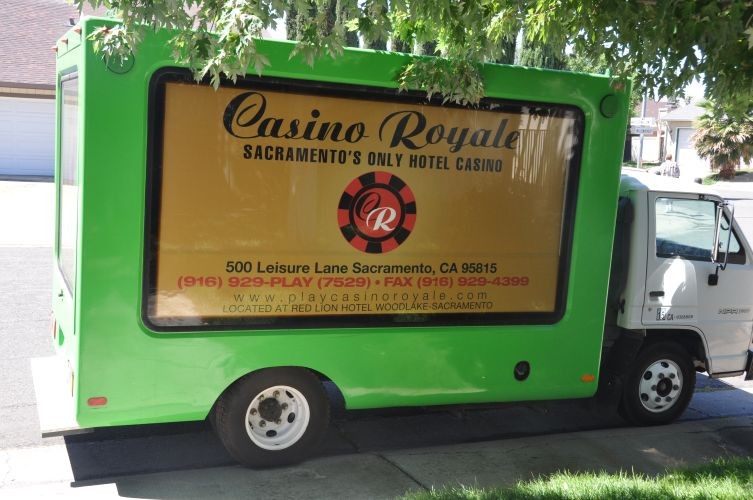 Casino Royale
SACRAMENTO'S ONLY HOTEL CASINO
CR
500 Leisure Lane Sacramento, CA 95815
(916) 929-PLAY (7529) • FAX (916) 929-4399
www.playcasinoroyale.com
LOCATED AT RED LION HOTEL WOODLAKE-SACRAMENTO